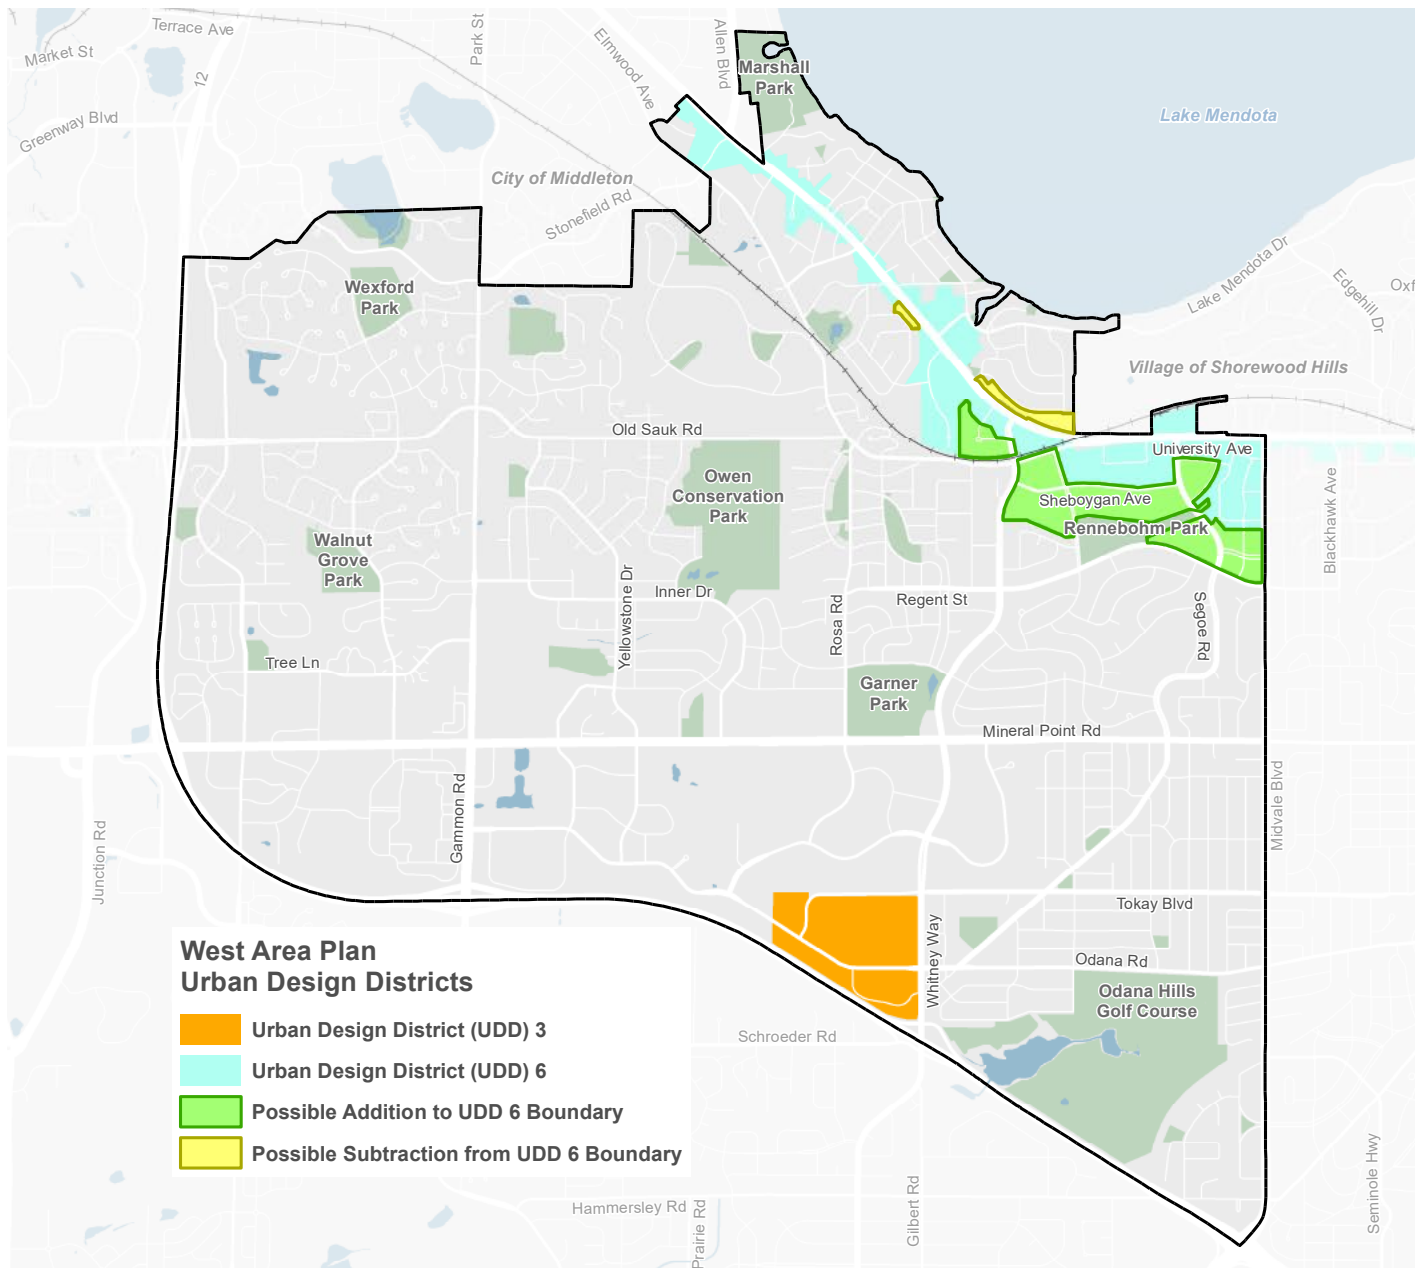 Terrace Ave
Market St
12
Greenway Blvd
Park St
Elmwood Ave
Allen Blvd
Marshall
Park
Lake Mendota
City of Middleton
Stonefield Rd
Lake Mendota Dr
Edgehill Dr
Oxf
Wexford
Park
Village of Shorewood Hills
Old Sauk Rd
University Ave
Owen
Conservation
Park
Sheboygan Ave
Rennebohm Park
Blackhawk Ave
Walnut
Grove
Park
Inner Dr
Yellowstone Dr
Rosa Rd
Regent St
Segoe Rd
Tree Ln
Garner
Park
Mineral Point Rd
Gammon Rd
Junction Rd
Midvale Blvd
Tokay Blvd
Whitney Way
Odana Rd
Odana Hills
Golf Course
Schroeder Rd
West Area Plan
Urban Design Districts
Urban Design District (UDD) 3
Urban Design District (UDD) 6
Possible Addition to UDD 6 Boundary
Possible Subtraction from UDD 6 Boundary
Hammersley Rd
Prairie Rd
Gilbert Rd
Seminole Hwy